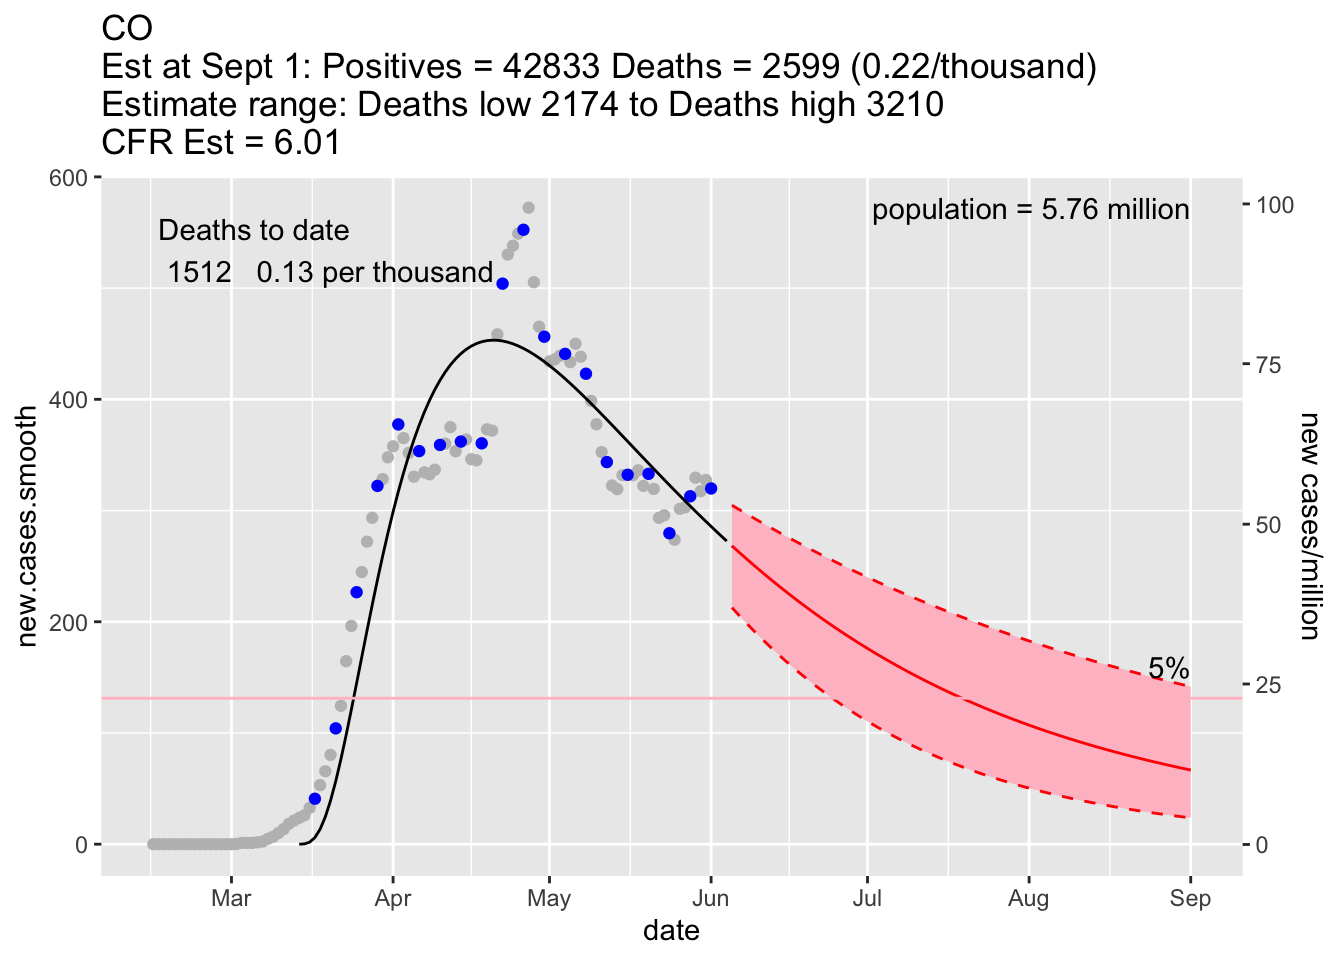 CO
Est at Sept 1: Positives = 42833 Deaths = 2599 (0.22/thousand)
Estimate range: Deaths low 2174 to Deaths high 3210
CFR Est = 6.01
600
400
200
0
new.cases.smooth
Deaths to date
1512 0.13 per thousand
population = 5.76 million
5%
100
75
50
25
0
new cases/million
Mar Apr May Jun Jul Aug Sep
date